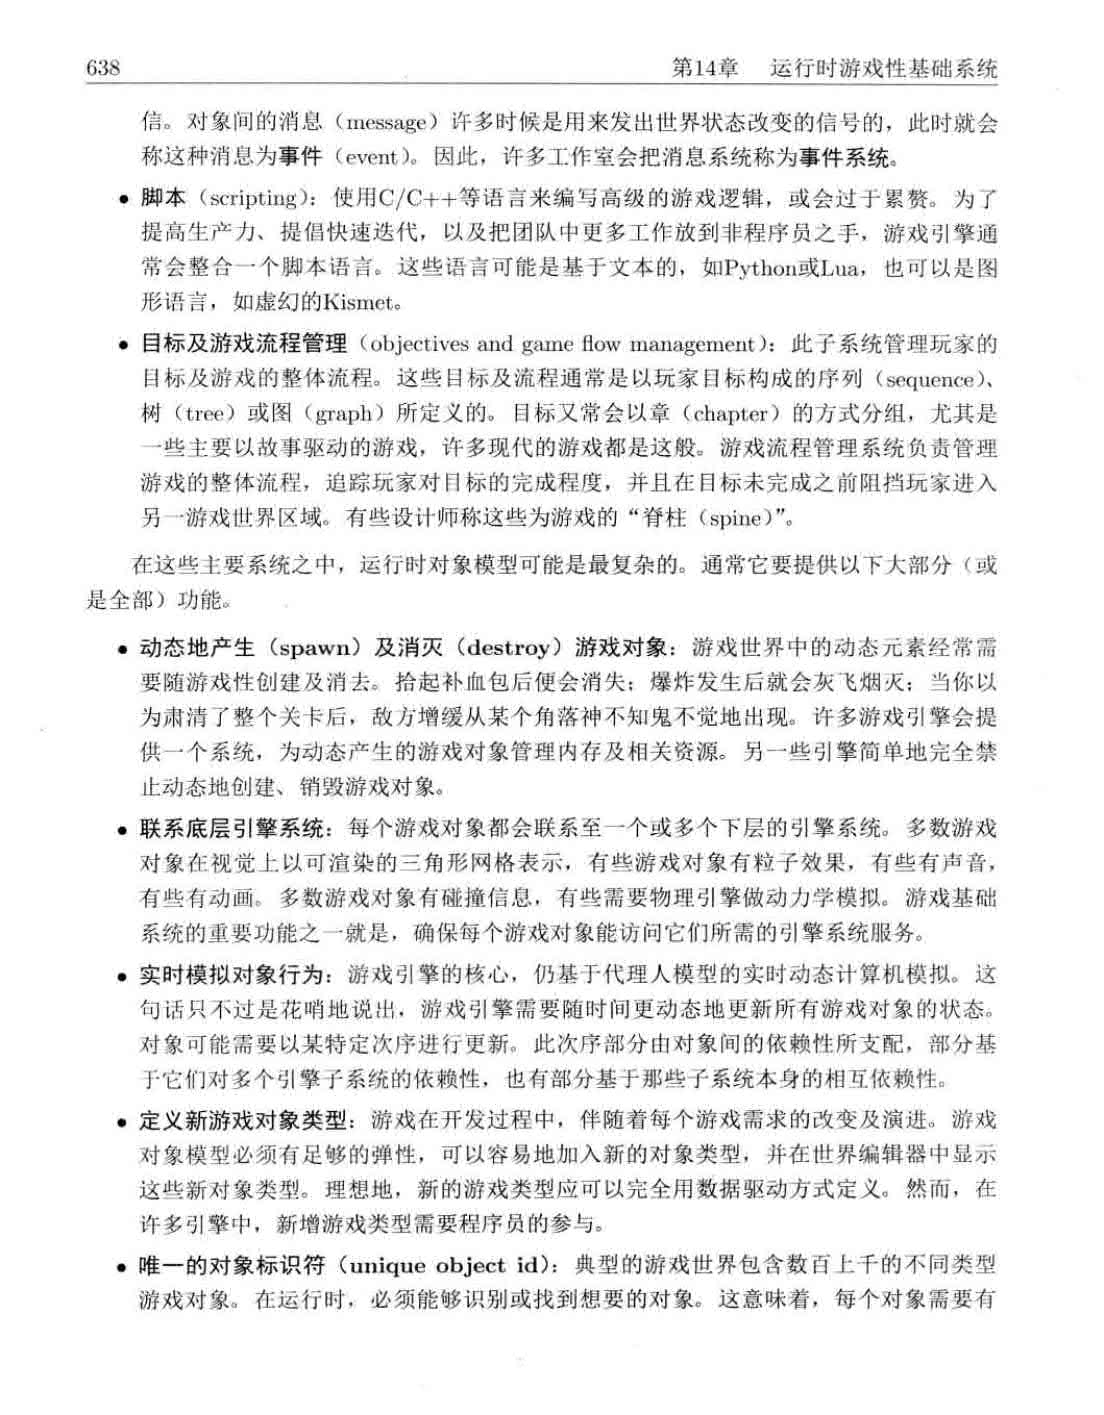 638
第14章 运行时游戏性基础系统
信。对象间的消息（message）许多时候是用来发出世界状态改变的信号的，此时就会
称这种消息为事件（event）。因此，许多工作室会把消息系统称为事件系统。
● 脚本（scripting）：使用C/C++等语言来编写高级的游戏逻辑，或会过于累赘。为了
提高生产力、提倡快速迭代，以及把团队中更多工作放到非程序员之手，游戏引擎通
常会整合一个脚本语言。这些语言可能是基于文本的，如Python或Lua，也可以是图
形语言，如虚幻的Kismet。
● 目标及游戏流程管理（objectives and game flow management）：此子系统管理玩家的
目标及游戏的整体流程。这些目标及流程通常是以玩家目标构成的序列（sequence）、
树（tree）或图（graph）所定义的。目标又常会以章（chapter）的方式分组，尤其是
一些主要以故事驱动的游戏，许多现代的游戏都是这般。游戏流程管理系统负责管理
游戏的整体流程，追踪玩家对目标的完成程度，并且在目标未完成之前阻挡玩家进入
另一游戏世界区域。有些设计师称这些为游戏的“脊柱（spine）”。
在这些主要系统之中，运行时对象模型可能是最复杂的。通常它要提供以下大部分（或
是全部）功能。
● 动态地产生（spawn）及消灭（destroy）游戏对象：游戏世界中的动态元素经常需
要随游戏性创建及消去。拾起补血包后便会消失；爆炸发生后就会灰飞烟灭；当你以
为肃清了整个关卡后，敌方增缓从某个角落神不知鬼不觉地出现。许多游戏引擎会提
供一个系统，为动态产生的游戏对象管理内存及相关资源。另一些引擎简单地完全禁
止动态地创建、销毁游戏对象。
● 联系底层引擎系统：每个游戏对象都会联系至一个或多个下层的引擎系统。多数游戏
对象在视觉上以可渲染的三角形网格表示，有些游戏对象有粒子效果，有些有声音，
有些有动画。多数游戏对象有碰撞信息，有些需要物理引擎做动力学模拟。游戏基础
系统的重要功能之一就是，确保每个游戏对象能访问它们所需的引擎系统服务。
● 实时模拟对象行为：游戏引擎的核心，仍基于代理人模型的实时动态计算机模拟。这
句话只不过是花哨地说出，游戏引擎需要随时间更动态地更新所有游戏对象的状态。
对象可能需要以某特定次序进行更新。此次序部分由对象间的依赖性所支配，部分基
于它们对多个引擎子系统的依赖性，也有部分基于那些子系统本身的相互依赖性。
● 定义新游戏对象类型：游戏在开发过程中，伴随着每个游戏需求的改变及演进。游戏
对象模型必须有足够的弹性，可以容易地加入新的对象类型，并在世界编辑器中显示
这些新对象类型。理想地，新的游戏类型应可以完全用数据驱动方式定义。然而，在
许多引擎中，新增游戏类型需要程序员的参与。
● 唯一的对象标识符（unique object id）：典型的游戏世界包含数百上千的不同类型
游戏对象。在运行时，必须能够识别或找到想要的对象。这意味着，每个对象需要有